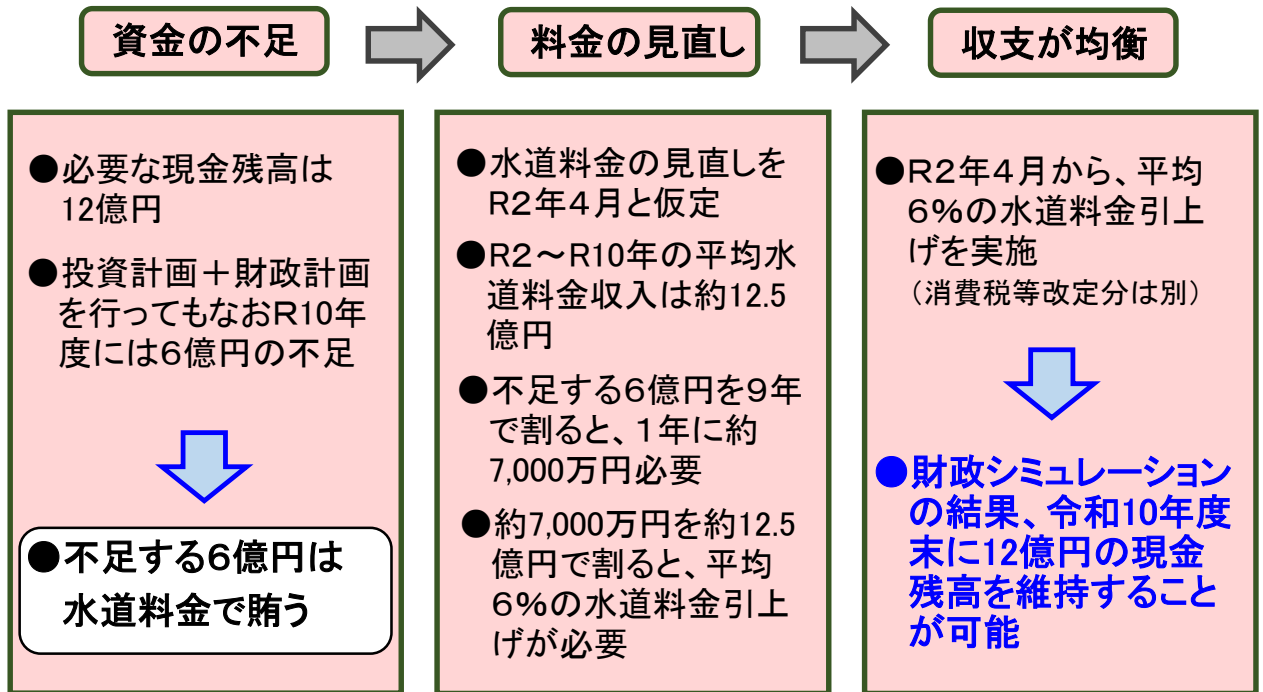 資金の不足
料金の見直し
収支が均衡
●必要な現金残高は
12億円
●投資計画＋財政計画
を行ってもなおR10年
度には６億円の不足
●不足する６億円は
水道料金で賄う
●水道料金の見直しを
R2年４月と仮定
●R2～R10年の平均水
道料金収入は約12.5
億円
●不足する６億円を９年
で割ると、１年に約
7,000万円必要
●約7,000万円を約12.5
億円で割ると、平均
６％の水道料金引上
げが必要
●R２年４月から、平均
６％の水道料金引上
げを実施
（消費税等改定分は別）
●財政シミュレーション
の結果、令和10年度
末に12億円の現金
残高を維持すること
が可能